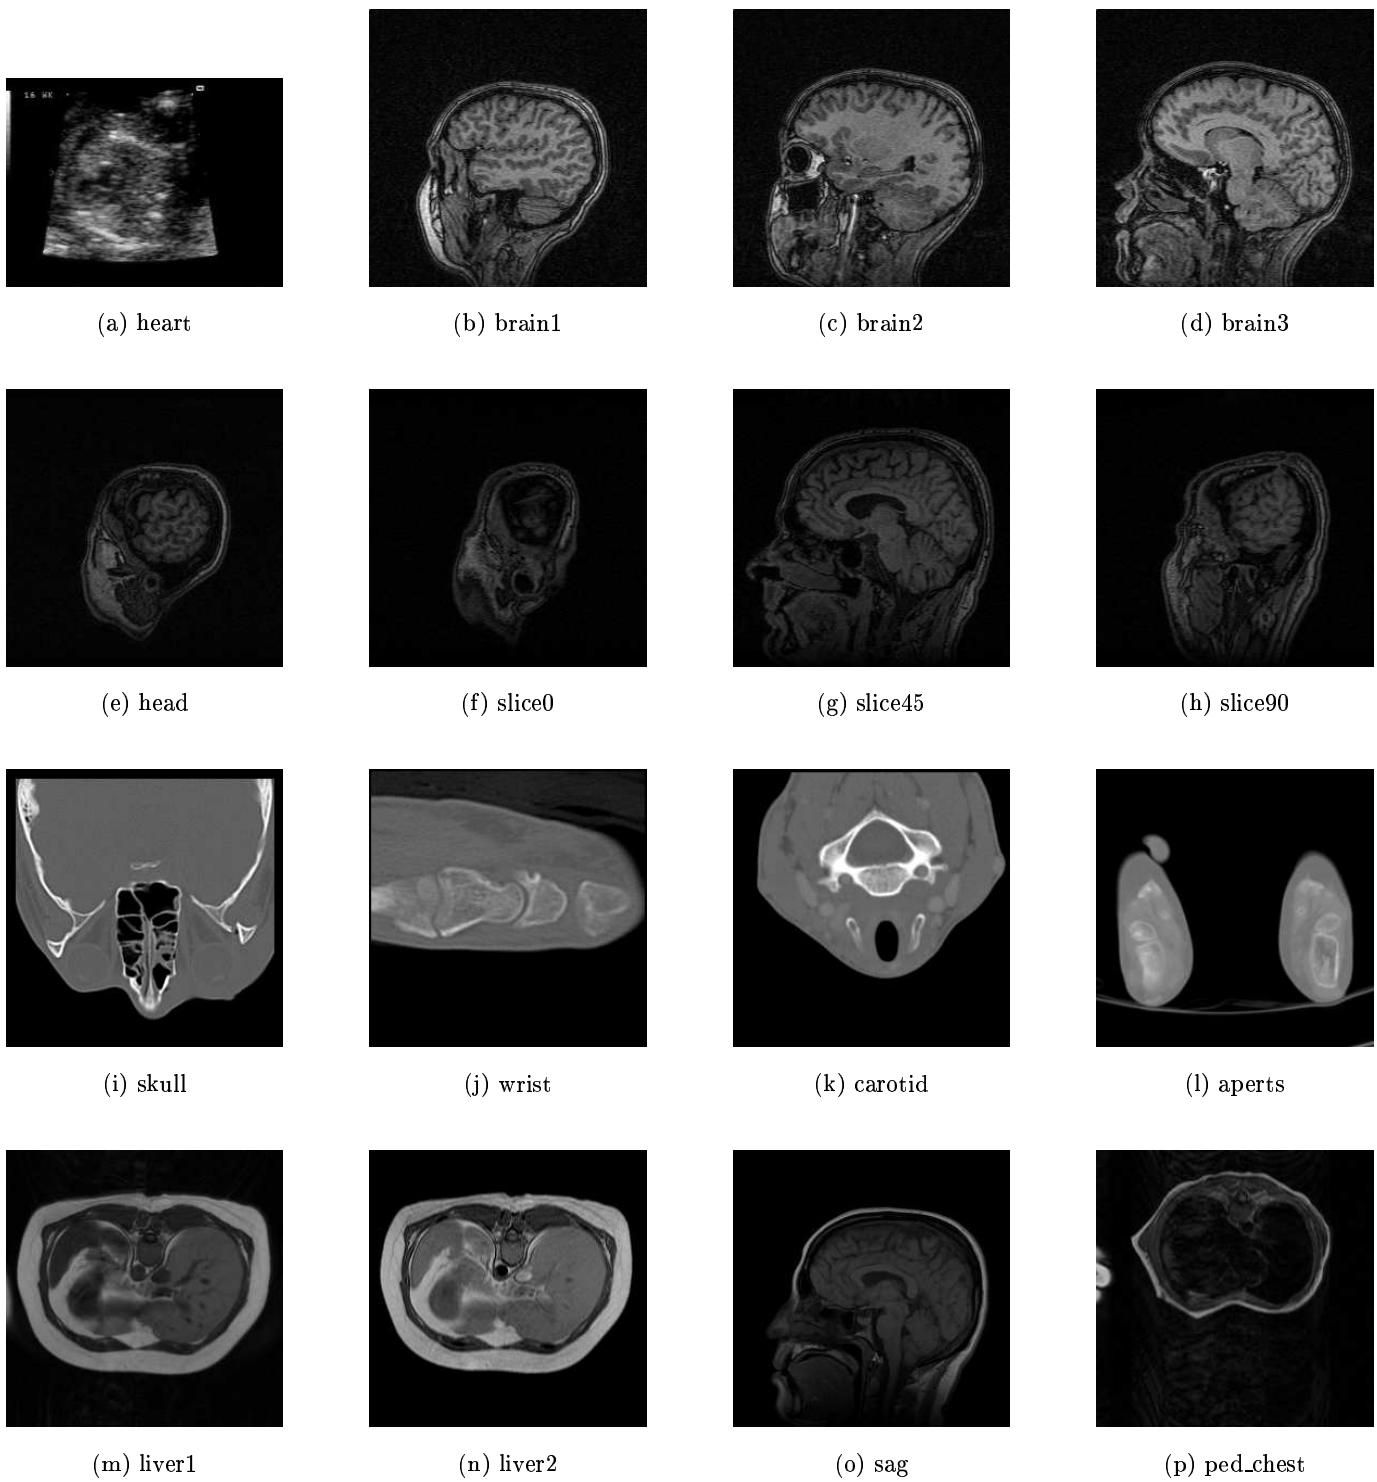 16 WK
(a) heart
(b) brain1
(c) brain2
(d) brain3
(e) head
(f) slice0
(g) slice45
(h) slice90
(i) skull
(j) wrist
(k) carotid
(l) aperts
(m) liver1
(n) liver2
(o) sag
(p) ped_chest